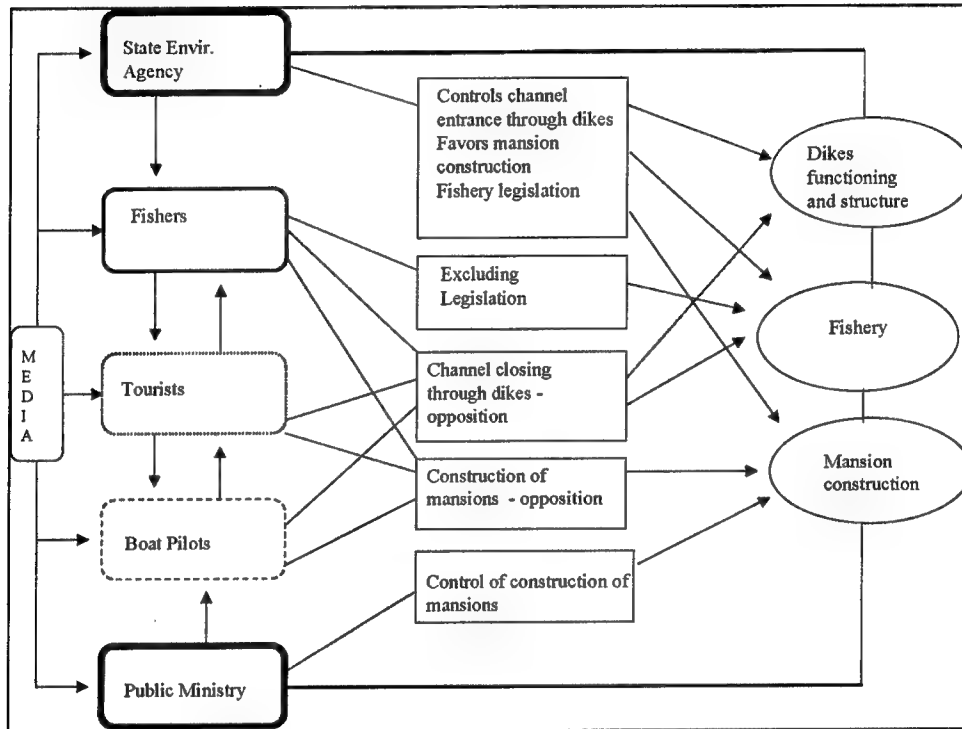 State Envir.
Agency
Fishers
M
E
D
I
A
Tourists
Boat Pilots
Public Ministry
Controls channel
entrance through dikes
Favors mansion
construction
Fishery legislation
Excluding
Legislation
Channel closing
through dikes -
opposition
Construction of
mansions - opposition
Control of construction of
mansions
Dikes
functioning
and structure
Fishery
Mansion
construction